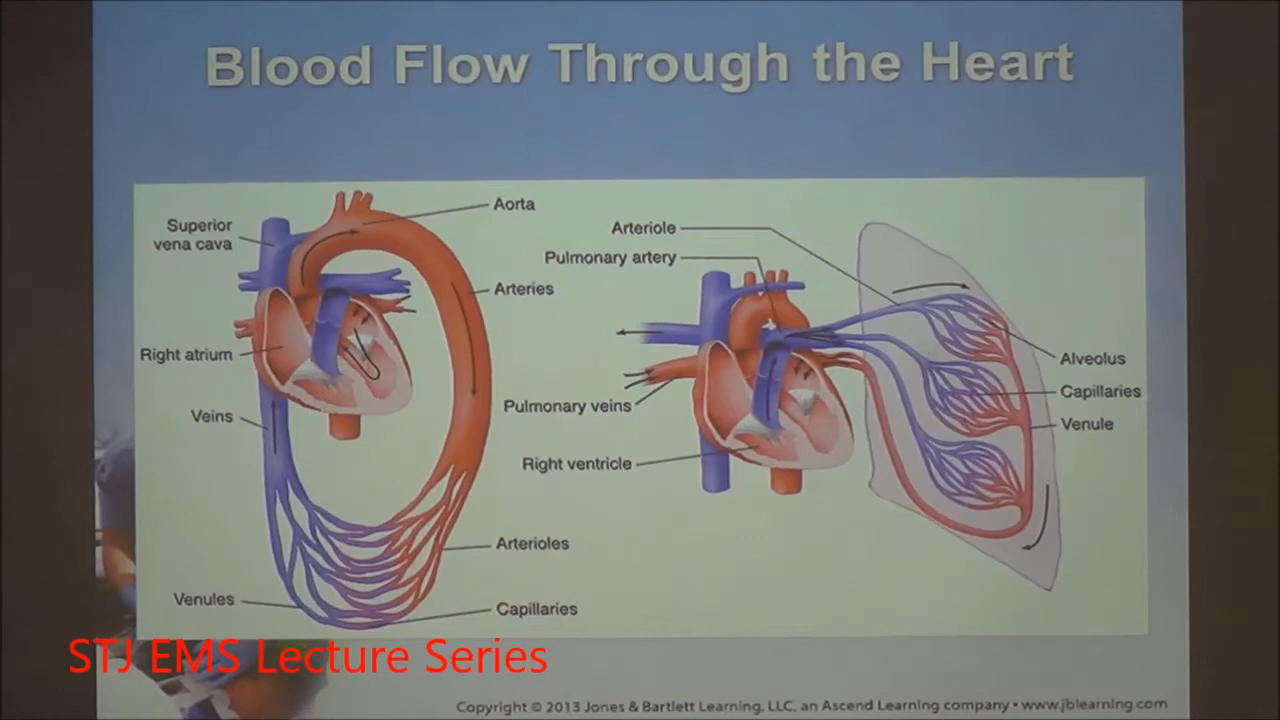 Blood Flow Through the Heart
Superior
vena cava
Aorta
Arteries
Right atrium
Veins
Arterioles
Venules
Capillaries
Arteriole
Pulmonary artery
Alveolus
Capillaries
Pulmonary veins
Venule
Right ventricle
STJ EMS Lecture Series
Copyright © 2013 Jones & Bartlett Learning, LLC, an Ascend Learning company • www.jblearning.com